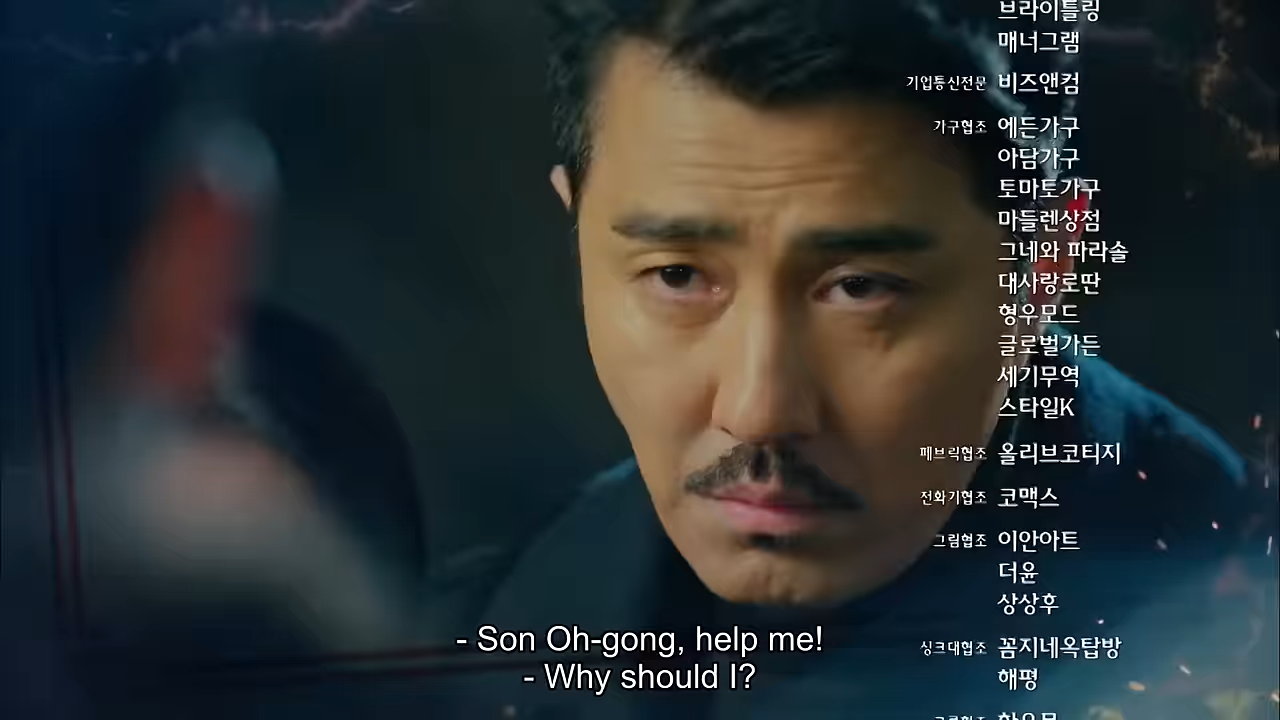 브라이틀링
매너그램
기업통신전문 비즈앤컴
가구협조 에든가구
아담가구
토마토가구
마들렌상점
그네와 파라솔
대사랑로딴
형우모드
글로벌가든
세기무역
스타일K
페브릭협조 올리브코티지
전화기협조 코맥스
그림협조 이안아트
더윤
상상후
싱크대협조 꼼지네옥탑방
해평
- Son Oh-gong, help me!
- Why should I?